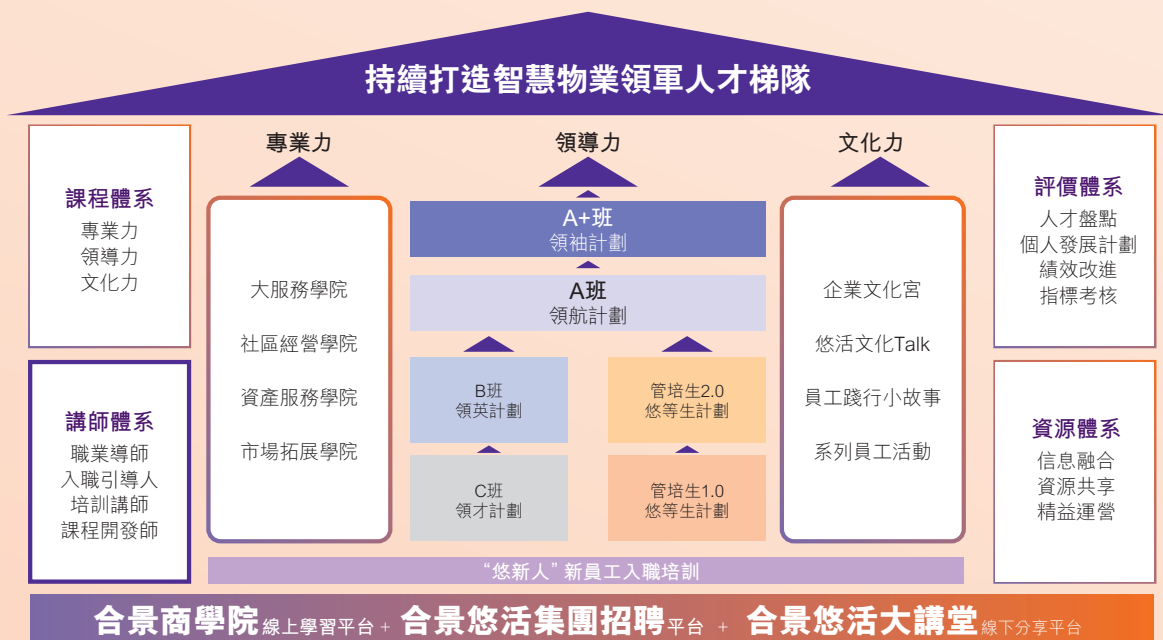 持續打造智慧物業領軍人才梯隊
課程體系
專業力
領導力
文化力
講師體系
職業導師
入職引導人
培訓講師
課程開發師
專業力
大服務學院
社區經營學院
資產服務學院
市場拓展學院
領導力
A+班
領袖計劃
A班
領航計劃
B班
領英計劃
管培生2.0
悠等生計劃
C班
領才計劃
管培生1.0
悠等生計劃
文化力
企業文化宮
悠活文化Talk
員工踐行小故事
系列員工活動
評價體系
人才盤點
個人發展計劃
績效改進
指標考核
資源體系
信息融合
資源共享
精益運營
“悠新人” 新員工入職培訓
合景商學院線上學習平台 + 合景悠活集團招聘平台 + 合景悠活大講堂線下分享平台